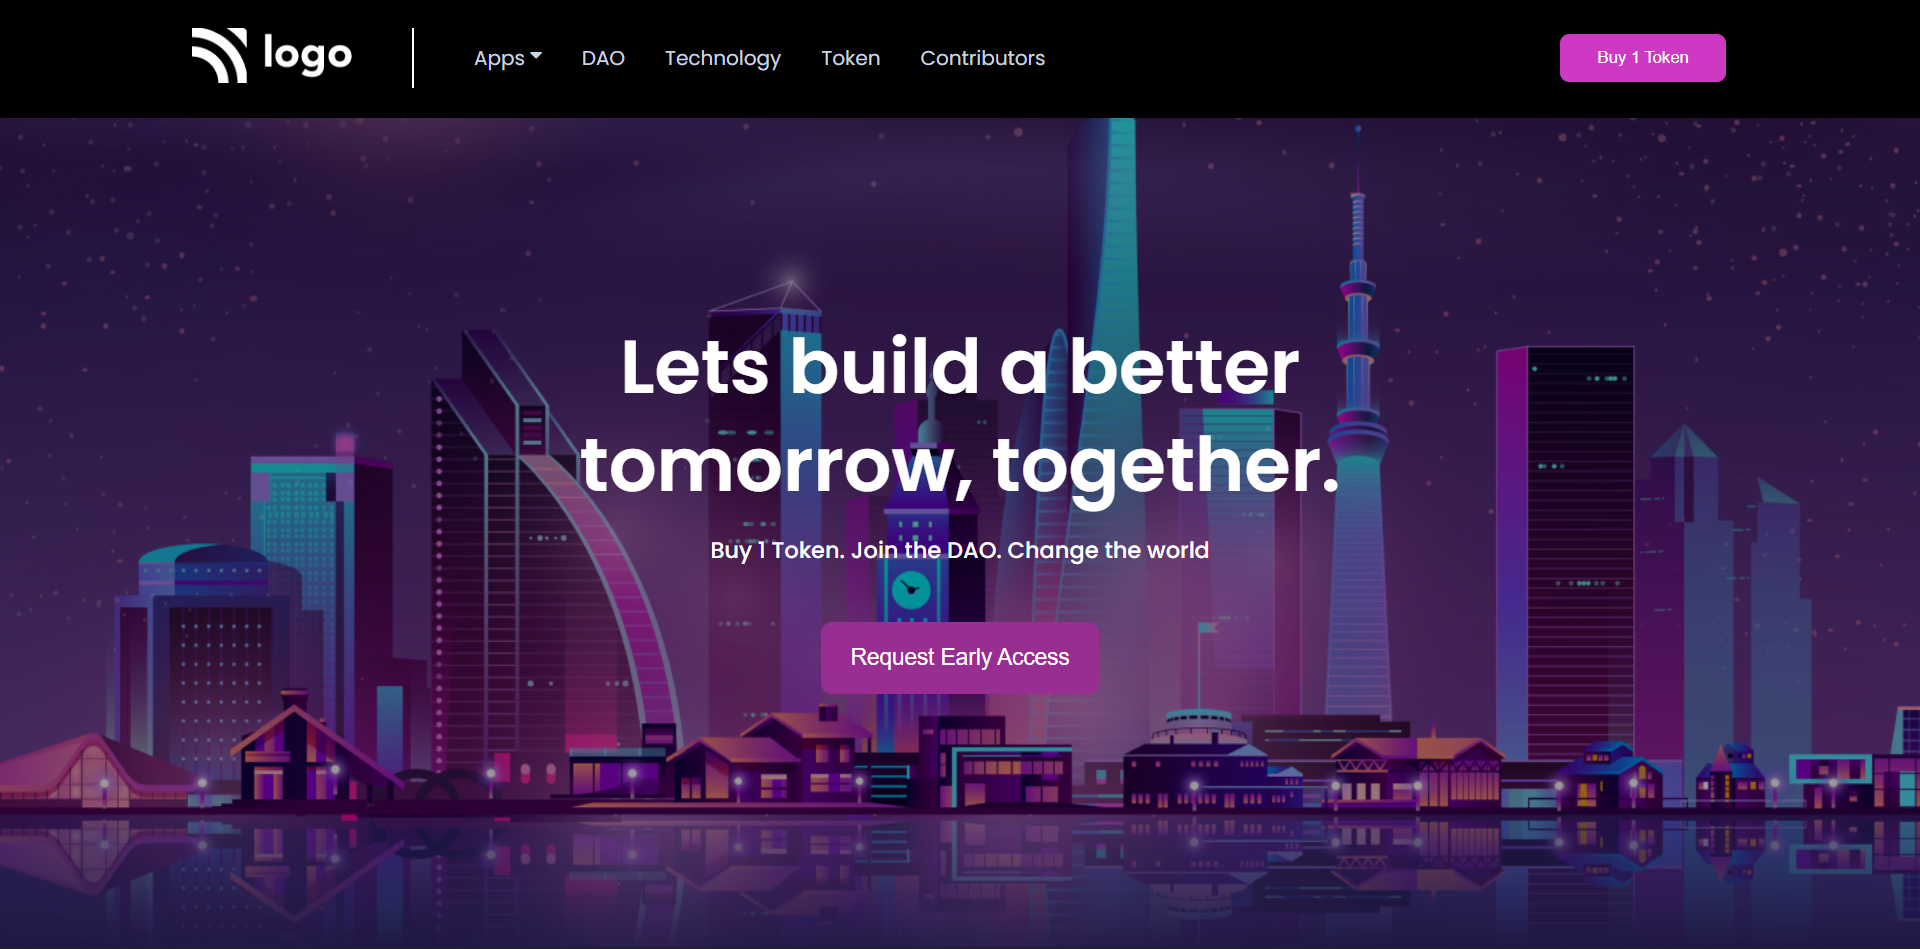 logo
Apps DAO Technology Token Contributors Buy 1 Token
Lets build a better
tomorrow, together.
Buy 1 Token. Join the DAO. Change the world
Request Early Access